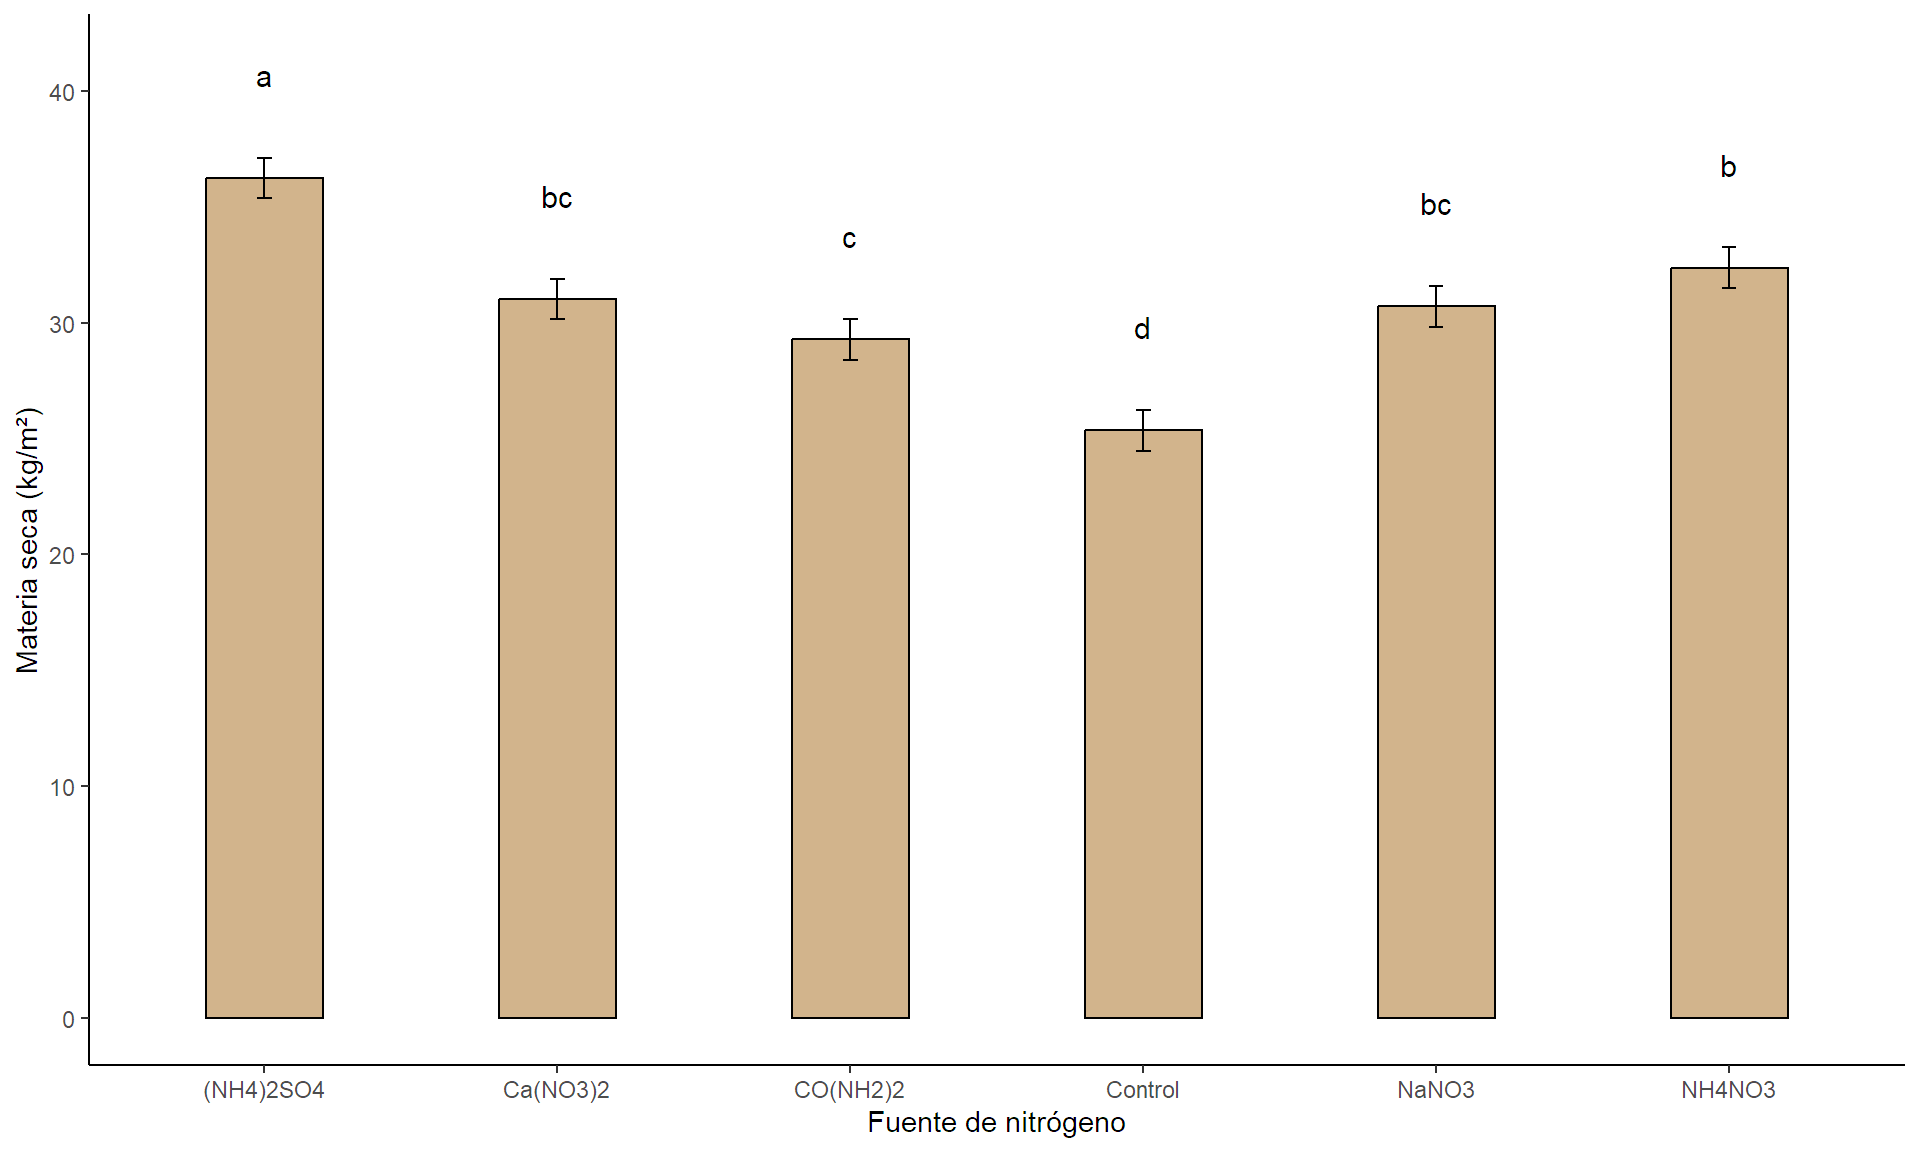 a
bc
c
d
bc
b
40
30
20
10
0
Materia seca (kg/m²)
(NH4)2SO4
Ca(NO3)2
CO(NH2)2
Control
NaNO3
NH4NO3
Fuente de nitrógeno